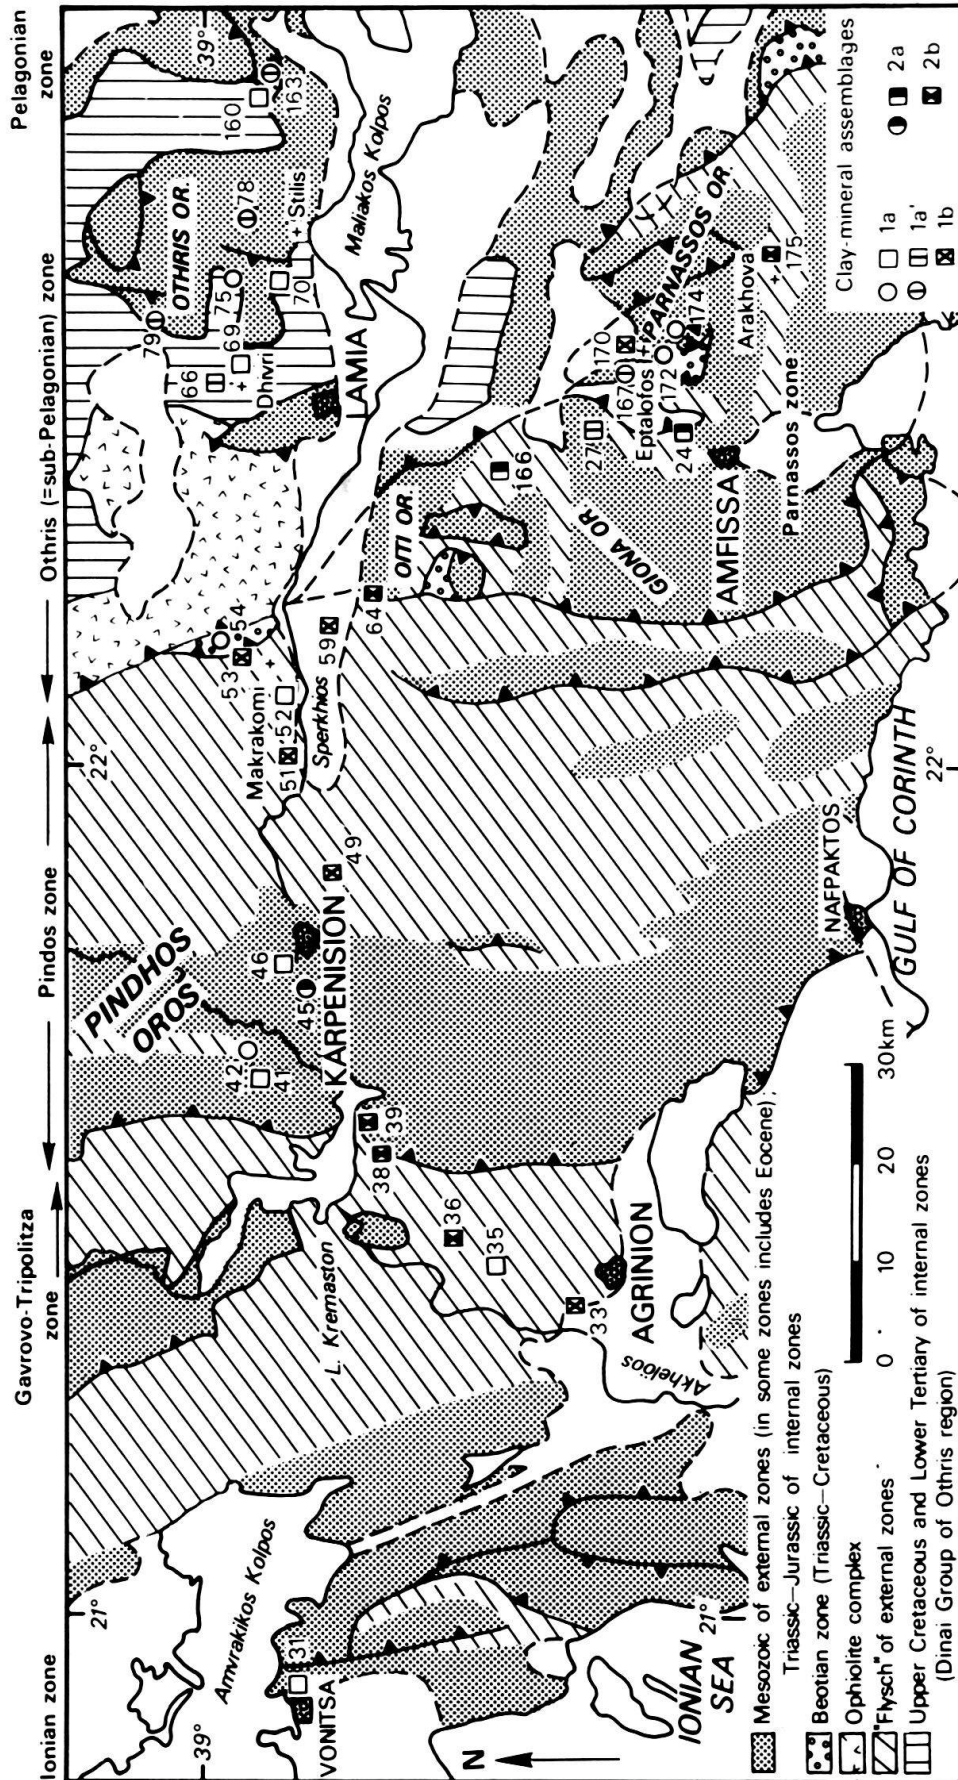 Ionian zone
Gavrovo-Tripolitza
zone
Pindos zone
Othris (=sub-Pelagonian) zone
Pelagonian
zone
39°
39°
21°
21°
22°
22°
N
Amvrakikos Kolpos
VONITSA
31
IONIAN
SEA
L. Kremaston
Akheloos
AGRINION
33
35
36
38
39
PINDHOS
OROS
42
41
45
46
KARPENISION
49
NAFPAKTOS
GULF OF CORINTH
Makrakomi
51
52
53
54
Sperkhios
59
64
OITI OR.
GIONA OR
AMFISSA
Parnassos zone
OTHRIS OR.
79
66
69
75
78
Dhivri
70
Stilis
160
163
LAMIA
Maliakos Kolpos
166
27
167
170
Eptalofos
172
174
24
PARNASSOS OR.
Arakhova
175
Clay-mineral assemblages
1a
1a'
1b
2a
2b
0 10 20 30km
Mesozoic of external zones (in some zones includes Eocene);
Triassic—Jurassic of internal zones
Beotian zone (Triassic—Cretaceous)
Ophiolite complex
"Flysch" of external zones
Upper Cretaceous and Lower Tertiary of internal zones
(Dinai Group of Othris region)